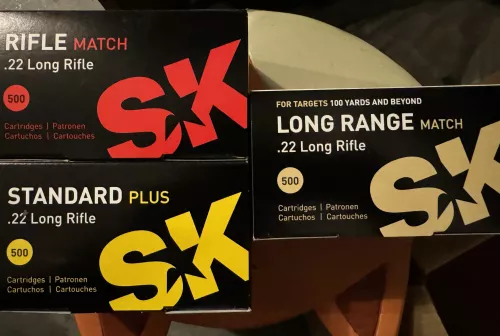 RIFLE MATCH
.22 Long Rifle
500
Cartridges | Patronen
Cartuchos | Cartouches
SK
STANDARD PLUS
.22 Long Rifle
500
Cartridges | Patronen
Cartuchos | Cartouches
SK
FOR TARGETS 100 YARDS AND BEYOND
LONG RANGE MATCH
.22 Long Rifle
500
Cartridges | Patronen
Cartuchos | Cartouches
SK